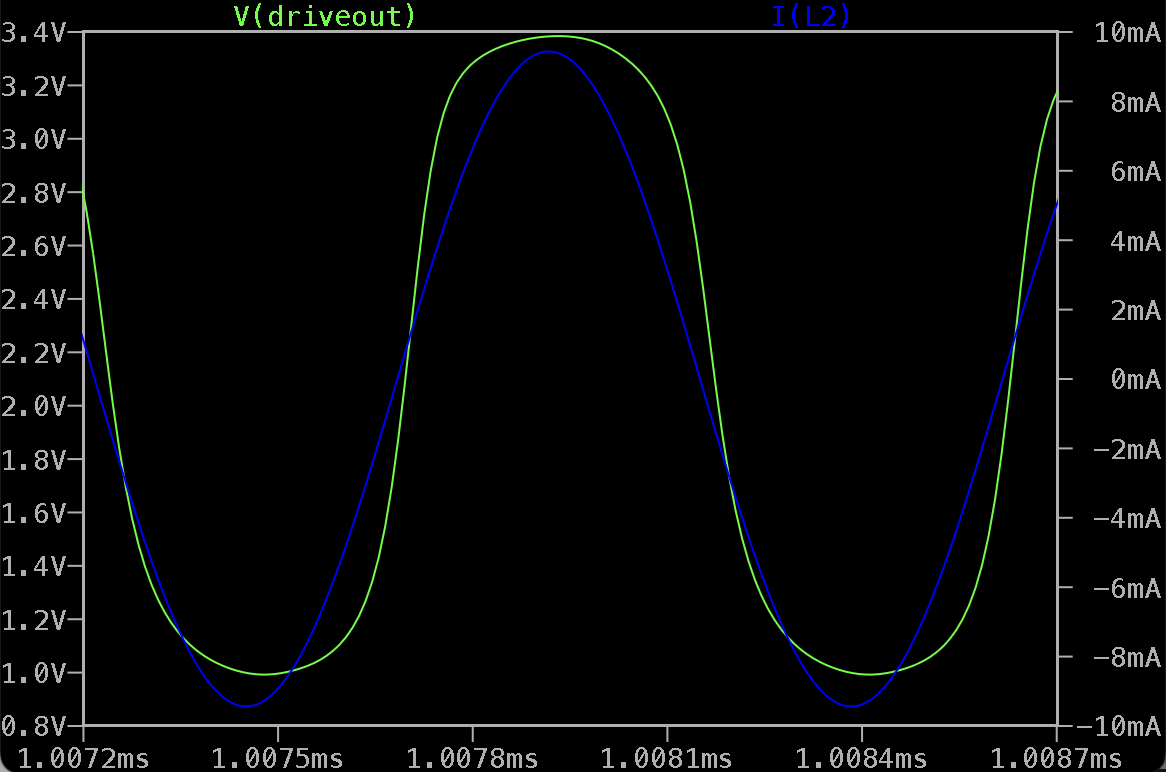 V(driveout) I(L2)
3.4V 10mA
3.2V 8mA
3.0V 6mA
2.8V 4mA
2.6V 2mA
2.4V 0mA
2.2V −2mA
2.0V −4mA
1.8V −6mA
1.6V −8mA
1.4V −10mA
1.2V
1.0V
0.8V
1.0072ms 1.0075ms 1.0078ms 1.0081ms 1.0084ms 1.0087ms